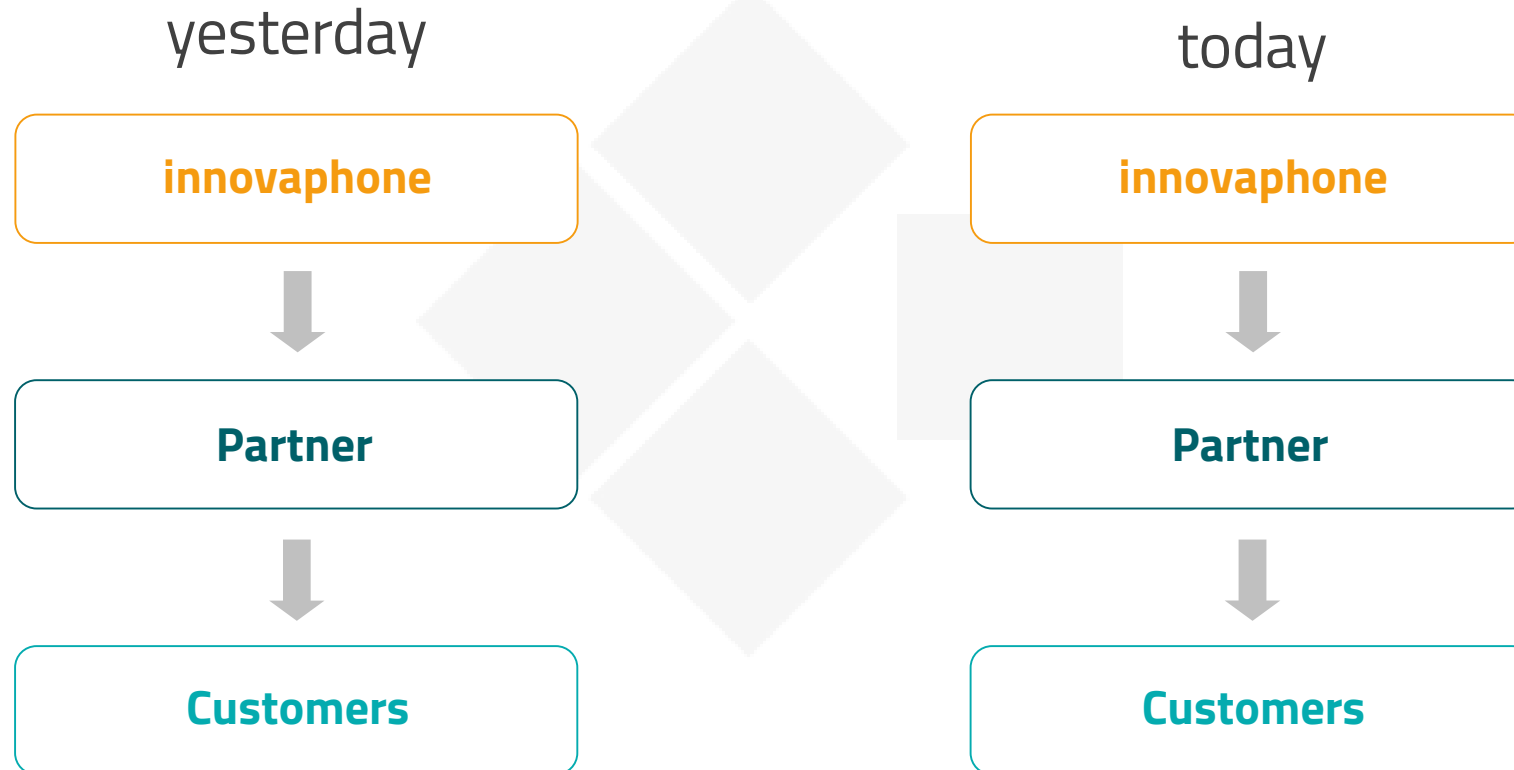 yesterday
innovaphone
Partner
Customers
today
innovaphone
Partner
Customers